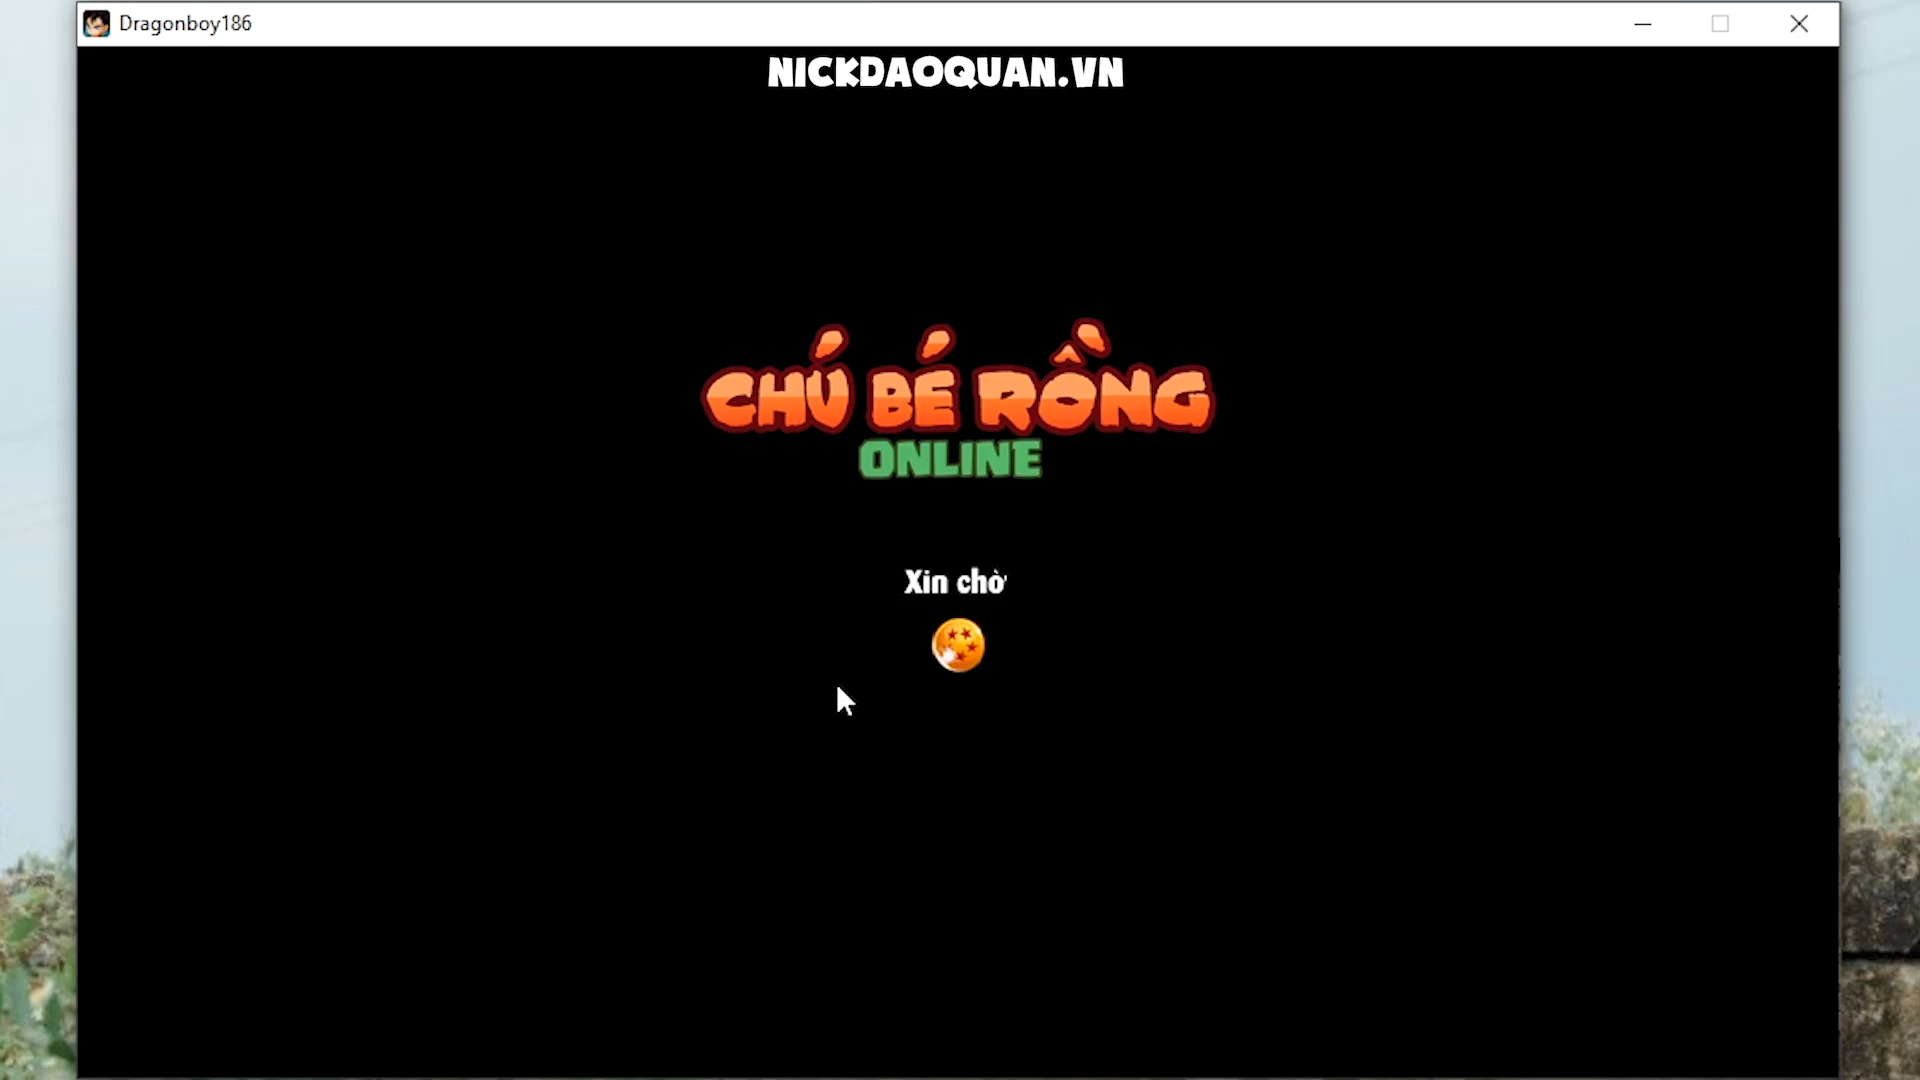 Dragonboy186
NICKDAOQUAN.VN
CHÚ BÉ RỒNG
ONLINE
Xin chờ